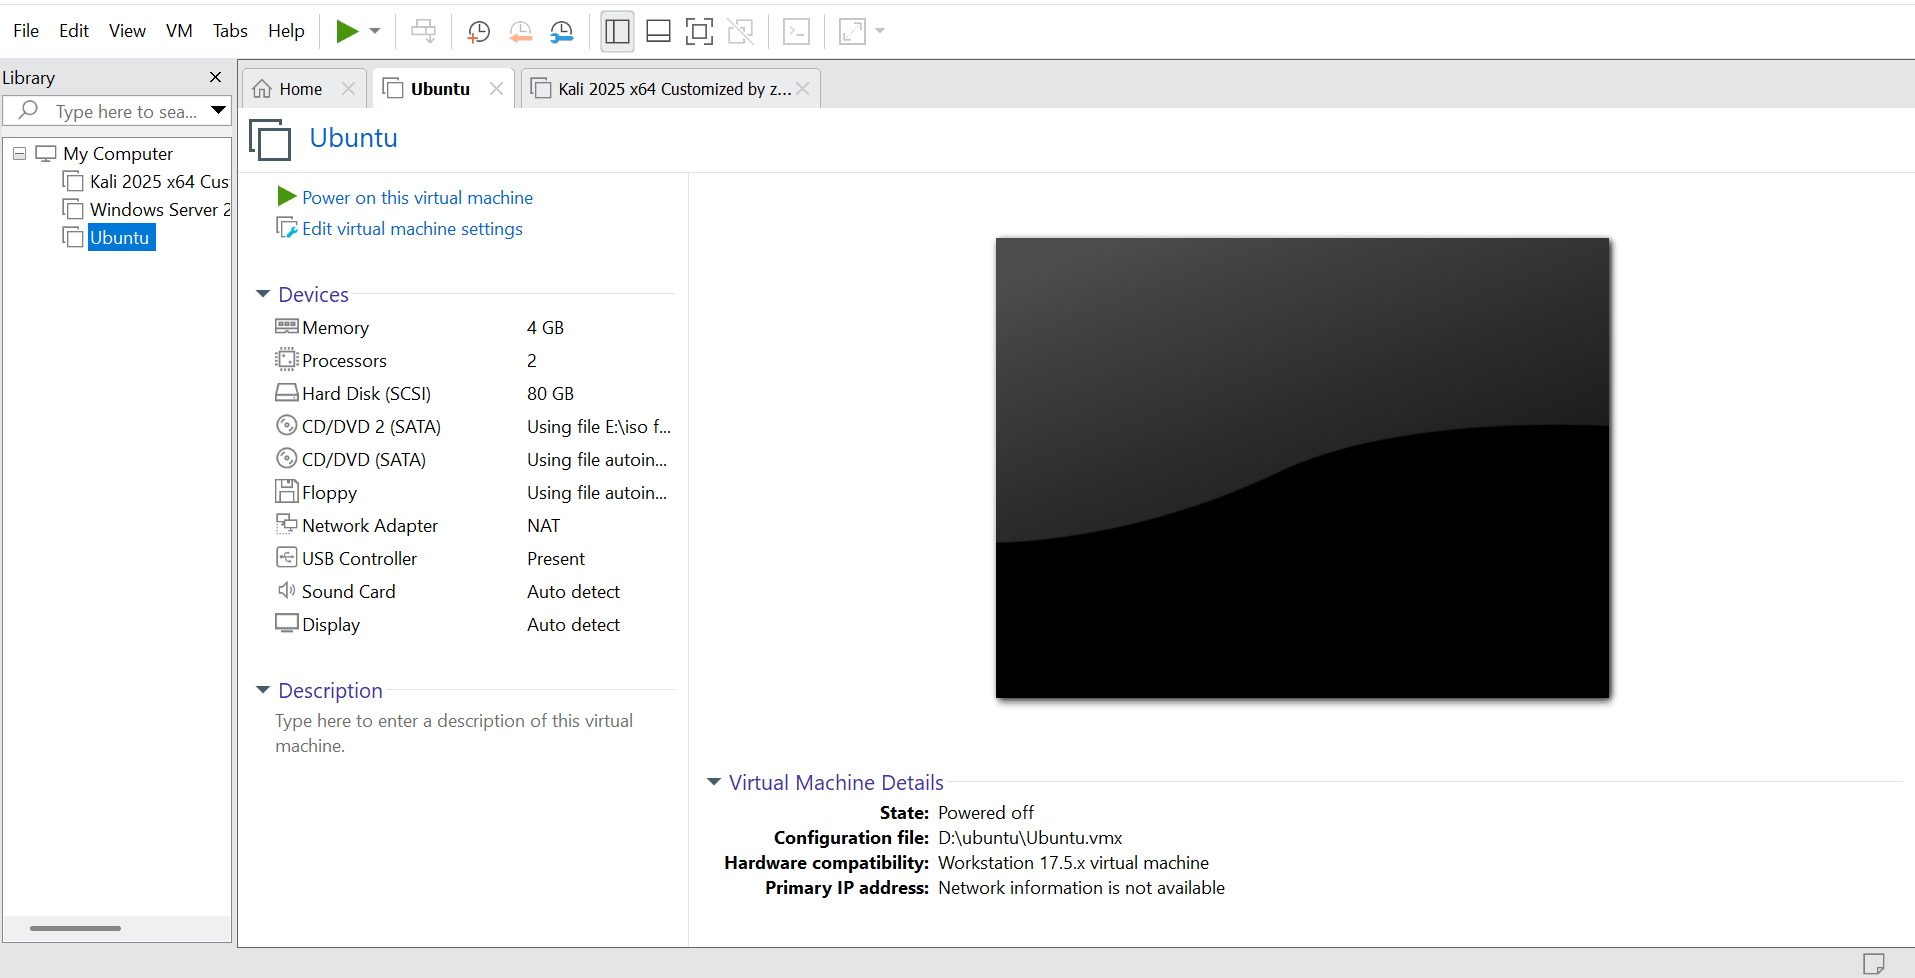 File Edit View VM Tabs Help
Library
Type here to sea...
My Computer
Kali 2025 x64 Cus
Windows Server 2
Ubuntu
Home
Ubuntu
Kali 2025 x64 Customized by z...
Ubuntu
Power on this virtual machine
Edit virtual machine settings
Devices
Memory 4 GB
Processors 2
Hard Disk (SCSI) 80 GB
CD/DVD 2 (SATA) Using file E:\iso f...
CD/DVD (SATA) Using file autoin...
Floppy Using file autoin...
Network Adapter NAT
USB Controller Present
Sound Card Auto detect
Display Auto detect
Description
Type here to enter a description of this virtual
machine.
Virtual Machine Details
State: Powered off
Configuration file: D:\ubuntu\Ubuntu.vmx
Hardware compatibility: Workstation 17.5.x virtual machine
Primary IP address: Network information is not available